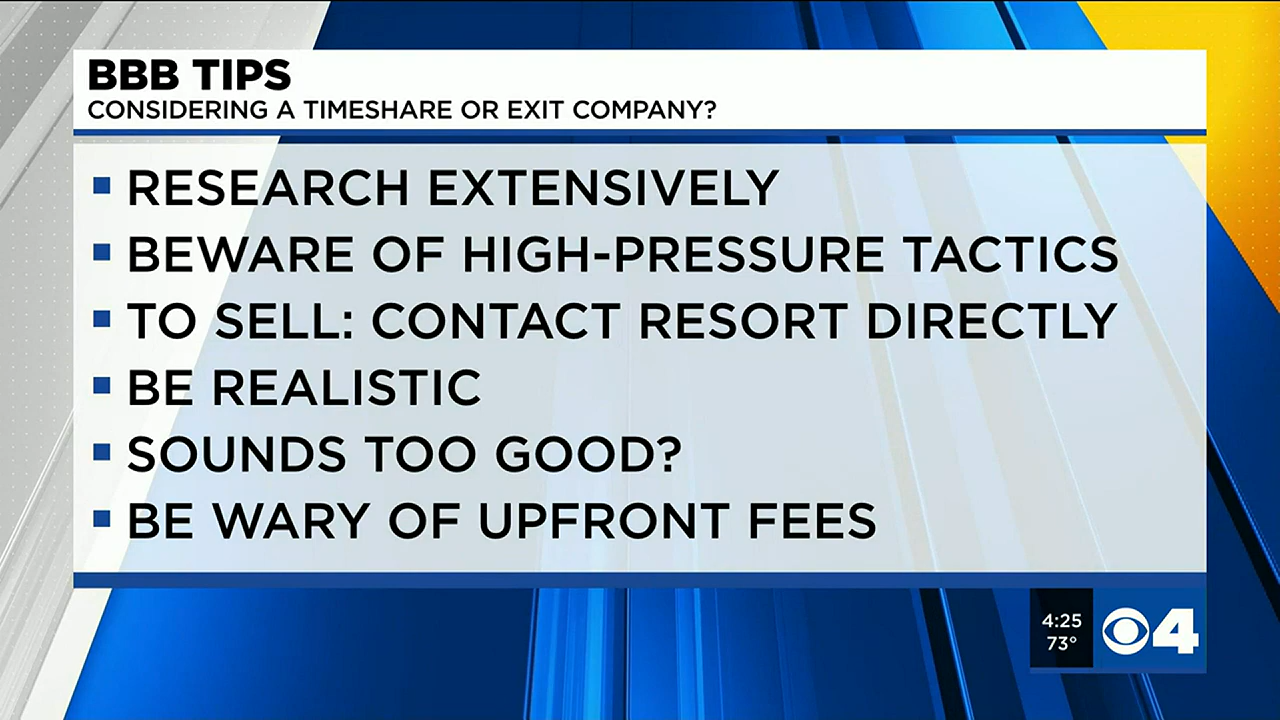 BBB TIPS
CONSIDERING A TIMESHARE OR EXIT COMPANY?
▪ RESEARCH EXTENSIVELY
▪ BEWARE OF HIGH-PRESSURE TACTICS
▪ TO SELL: CONTACT RESORT DIRECTLY
▪ BE REALISTIC
▪ SOUNDS TOO GOOD?
▪ BE WARY OF UPFRONT FEES
4:25
73°
4